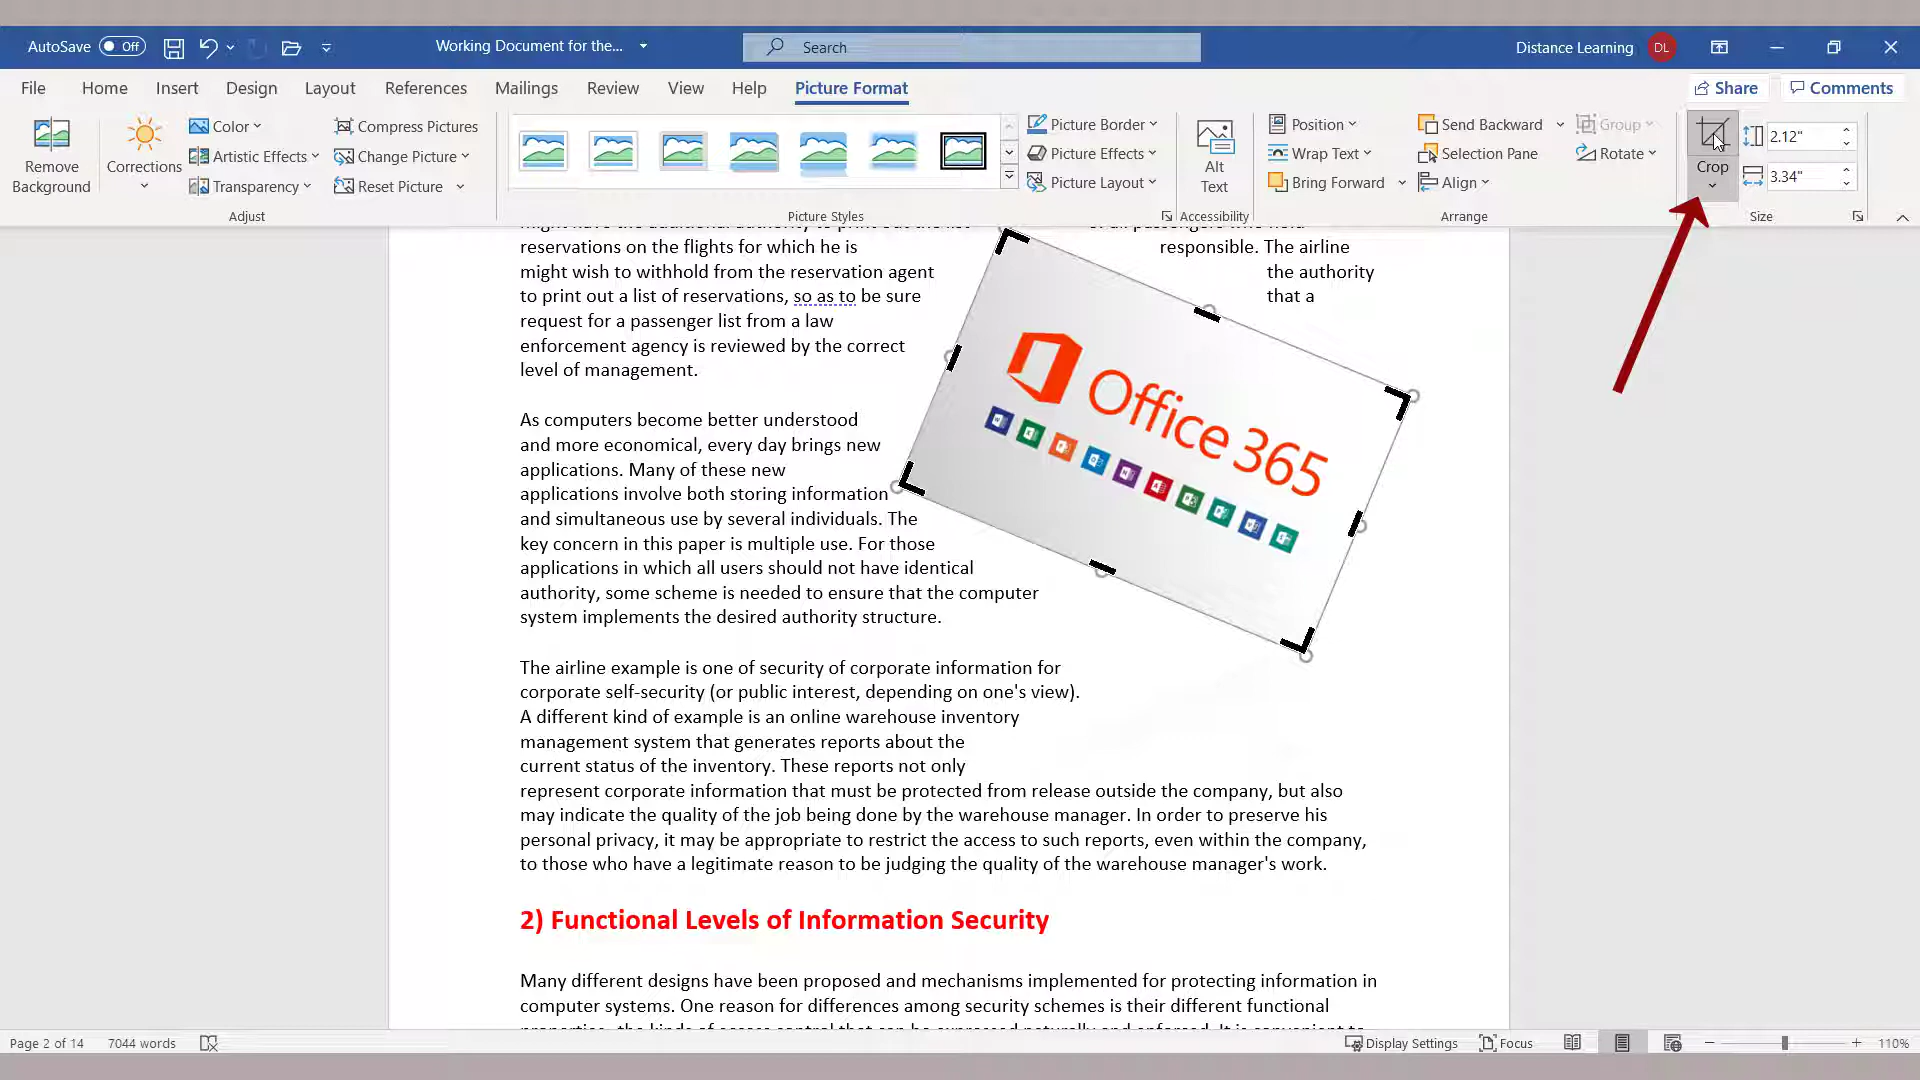 AutoSave Off Working Document for the... Search Distance Learning DL
File Home Insert Design Layout References Mailings Review View Help Picture Format Share Comments
Remove Background
Corrections
Color
Artistic Effects
Transparency
Compress Pictures
Change Picture
Reset Picture
Adjust
Picture Styles
Picture Border
Picture Effects
Picture Layout
Alt Text
Accessibility
Position
Wrap Text
Bring Forward
Send Backward
Selection Pane
Align
Group
Rotate
Arrange
Crop
2.12"
3.34"
Size
reservations on the flights for which he is responsible. The airline
might wish to withhold from the reservation agent the authority
to print out a list of reservations, so as to be sure that a
request for a passenger list from a law
enforcement agency is reviewed by the correct
level of management.
Office 365
As computers become better understood
and more economical, every day brings new
applications. Many of these new
applications involve both storing information
and simultaneous use by several individuals. The
key concern in this paper is multiple use. For those
applications in which all users should not have identical
authority, some scheme is needed to ensure that the computer
system implements the desired authority structure.
The airline example is one of security of corporate information for
corporate self-security (or public interest, depending on one's view).
A different kind of example is an online warehouse inventory
management system that generates reports about the
current status of the inventory. These reports not only
represent corporate information that must be protected from release outside the company, but also
may indicate the quality of the job being done by the warehouse manager. In order to preserve his
personal privacy, it may be appropriate to restrict the access to such reports, even within the company,
to those who have a legitimate reason to be judging the quality of the warehouse manager's work.
2) Functional Levels of Information Security
Many different designs have been proposed and mechanisms implemented for protecting information in
computer systems. One reason for differences among security schemes is their different functional
Page 2 of 14 7044 words Display Settings Focus 110%